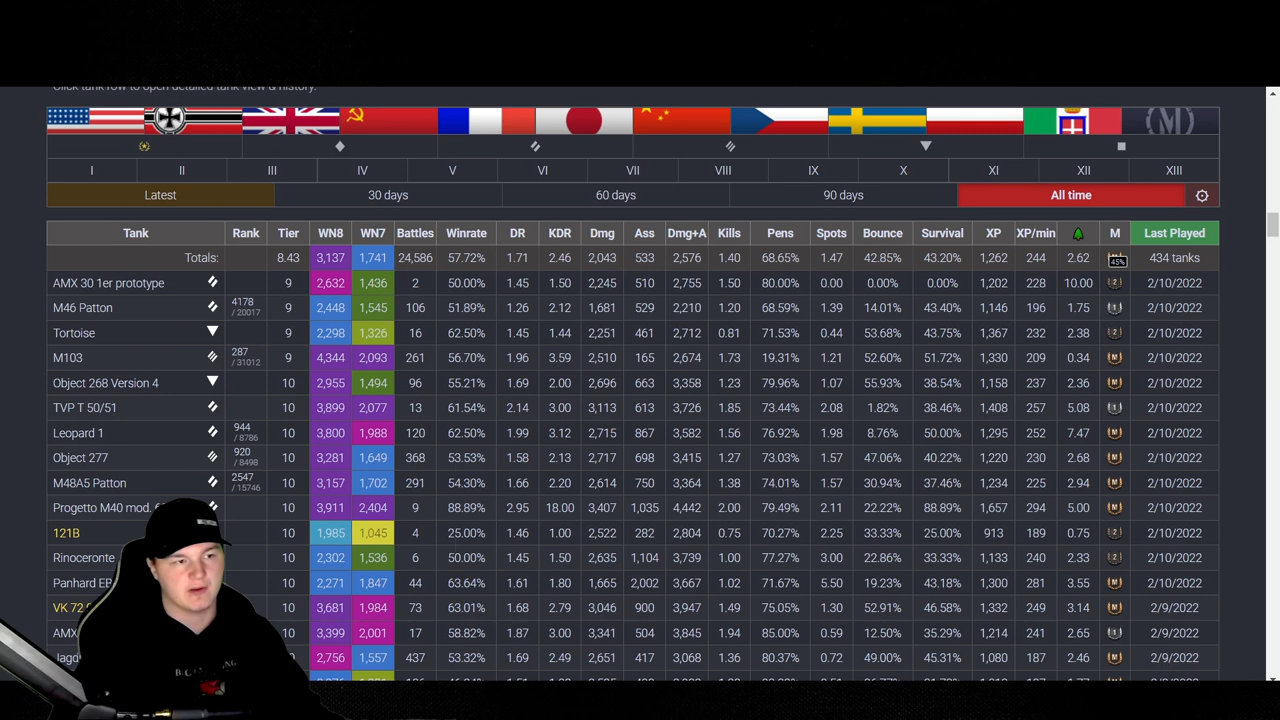 Click tank row to open detailed tank view & history.
I II III IV V VI VII VIII IX X XI XII XIII
Latest 30 days 60 days 90 days All time
Tank Rank Tier WN8 WN7 Battles Winrate DR KDR Dmg Ass Dmg+A Kills Pens Spots Bounce Survival XP XP/min M Last Played
Totals: 8.43 3,137 1,741 24,586 57.72% 1.71 2.46 2,043 533 2,576 1.40 68.65% 1.47 42.85% 43.20% 1,262 244 2.62 45% 434 tanks
AMX 30 1er prototype 9 2,632 1,436 2 50.00% 1.45 1.50 2,245 510 2,755 1.50 80.00% 0.00 0.00% 0.00% 1,202 228 10.00 2 2/10/2022
M46 Patton 4178 / 20017 9 2,448 1,545 106 51.89% 1.26 2.12 1,681 529 2,210 1.20 68.59% 1.39 14.01% 43.40% 1,146 196 1.75 1 2/10/2022
Tortoise 9 2,298 1,326 16 62.50% 1.45 1.44 2,251 461 2,712 0.81 71.53% 0.44 53.68% 43.75% 1,367 232 3.38 2 2/10/2022
M103 287 / 31012 9 4,344 2,093 261 56.70% 1.96 3.59 2,510 165 2,674 1.73 19.31% 1.21 52.60% 51.72% 1,330 209 0.34 M 2/10/2022
Object 268 Version 4 10 2,955 1,494 96 55.21% 1.69 2.00 2,696 663 3,358 1.23 79.96% 1.07 55.93% 38.54% 1,158 237 2.36 M 2/10/2022
TVP T 50/51 10 3,899 2,077 13 61.54% 2.14 3.00 3,113 613 3,726 1.85 73.44% 2.08 1.82% 38.46% 1,408 257 5.08 1 2/10/2022
Leopard 1 944 / 8786 10 3,800 1,988 120 62.50% 1.99 3.12 2,715 867 3,582 1.56 76.92% 1.98 8.76% 50.00% 1,295 252 7.47 M 2/10/2022
Object 277 920 / 8498 10 3,281 1,649 368 53.53% 1.58 2.13 2,717 698 3,415 1.27 73.03% 1.57 47.06% 40.22% 1,220 230 2.68 M 2/10/2022
M48A5 Patton 2547 / 15746 10 3,157 1,702 291 54.30% 1.66 2.20 2,614 750 3,364 1.38 74.01% 1.57 30.94% 37.46% 1,234 225 2.94 M 2/10/2022
Progetto M40 mod. 10 3,911 2,404 9 88.89% 2.95 18.00 3,407 1,035 4,442 2.00 79.49% 2.11 22.22% 88.89% 1,657 294 5.00 M 2/10/2022
121B 10 1,985 1,045 4 25.00% 1.46 1.00 2,522 282 2,804 0.75 70.27% 2.25 33.33% 25.00% 913 189 0.75 2 2/10/2022
Rinoceronte 10 2,302 1,536 6 50.00% 1.45 1.50 2,635 1,104 3,739 1.00 77.27% 3.00 33.96% 33.33% 1,133 240 2.33 2 2/10/2022
Panhard 10 2,271 1,847 44 63.64% 1.61 1.80 1,665 2,002 3,667 1.02 71.67% 5.50 19.23% 43.18% 1,300 281 3.55 M 2/10/2022
VK 72 10 3,681 1,984 73 63.01% 1.68 2.79 3,046 900 3,947 1.49 75.05% 1.30 52.91% 46.58% 1,332 249 3.14 M 2/9/2022
AMX 10 3,399 2,001 17 58.82% 1.87 3.00 3,341 504 3,845 1.94 85.00% 0.59 12.50% 35.29% 1,214 241 2.65 1 2/9/2022
10 2,756 1,557 437 53.32% 1.69 2.49 2,651 417 3,068 1.36 80.37% 0.72 49.00% 45.31% 1,080 187 2.46 M 2/9/2022